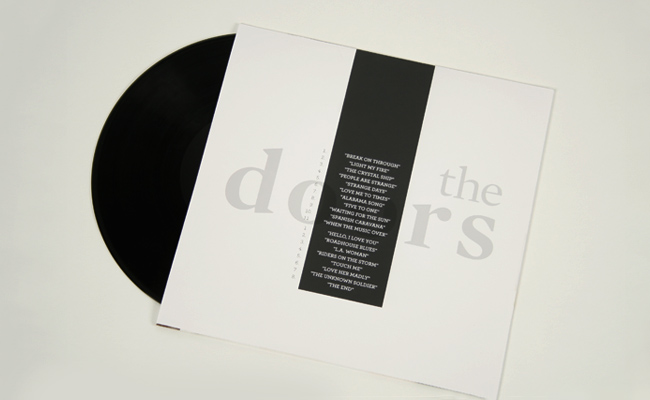 the
doors
"BREAK ON THROUGH"
"LIGHT MY FIRE"
"THE CRYSTAL SHIP"
"PEOPLE ARE STRANGE"
"STRANGE DAYS"
"LOVE ME TO TIMES"
"ALABAMA SONG"
"FIVE TO ONE"
"WAITING FOR THE SUN"
"SPANISH CARAVANA"
"WHEN THE MUSIC OVER"
"HELLO, I LOVE YOU"
"ROADHOUSE BLUES"
"L.A. WOMAN"
"RIDERS ON THE STORM"
"TOUCH ME"
"LOVE HER MADLY"
"THE UNKNOWN SOLDIER"
"THE END"